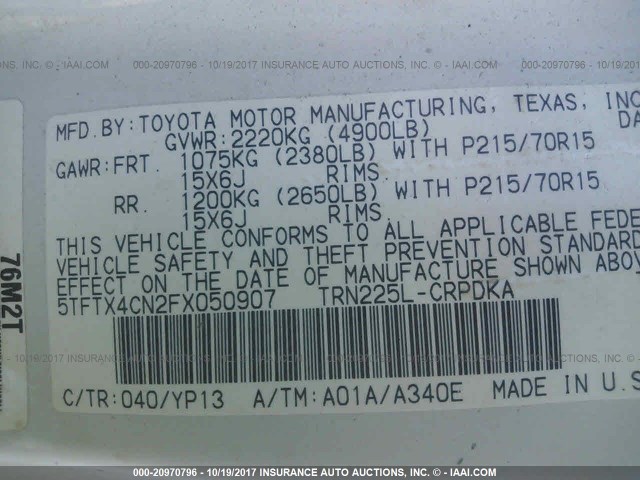 000-20970796 - 10/19/2017 INSURANCE AUTO AUCTIONS, INC. © - IAAI.COM
MFD.BY:TOYOTA MOTOR MANUFACTURING, TEXAS, INC
GVWR:2220KG (4900LB) DA
GAWR:FRT. 1075KG (2380LB) WITH P215/70R15
15X6J RIMS.
RR. 1200KG (2650LB) WITH P215/70R15
15X6J RIMS.
THIS VEHICLE CONFORMS TO ALL APPLICABLE FEDE
VEHICLE SAFETY AND THEFT PREVENTION STANDARD
EFFECT ON THE DATE OF MANUFACTURE SHOWN ABOV
5TFTX4CN2FX050907 TRN225L-CRPDKA
C/TR:040/YP13 A/TM:A01A/A340E MADE IN U.S
76M2T
000-20970796 - 10/19/2017 INSURANCE AUTO AUCTIONS, INC. © - IAAI.COM